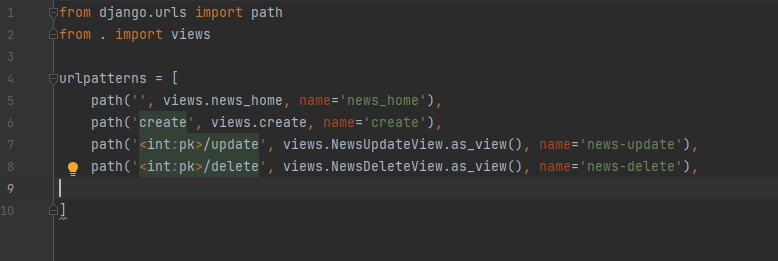 1 from django.urls import path
2 from . import views
3
4 urlpatterns = [
5     path('', views.news_home, name='news_home'),
6     path('create', views.create, name='create'),
7     path('<int:pk>/update', views.NewsUpdateView.as_view(), name='news-update'),
8     path('<int:pk>/delete', views.NewsDeleteView.as_view(), name='news-delete'),
9
10 ]